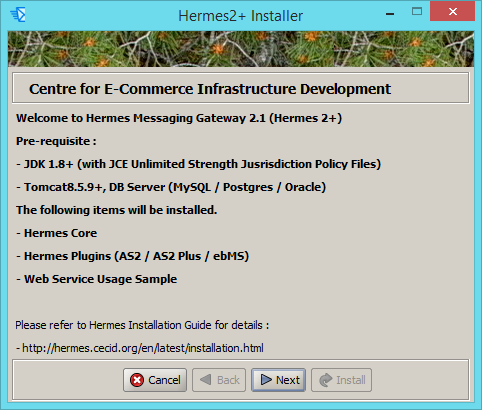 Hermes2+ Installer
Centre for E-Commerce Infrastructure Development
Welcome to Hermes Messaging Gateway 2.1 (Hermes 2+)
Pre-requisite :
- JDK 1.8+ (with JCE Unlimited Strength Jusrisdiction Policy Files)
- Tomcat8.5.9+, DB Server (MySQL / Postgres / Oracle)
The following items will be installed.
- Hermes Core
- Hermes Plugins (AS2 / AS2 Plus / ebMS)
- Web Service Usage Sample
Please refer to Hermes Installation Guide for details :
- http://hermes.cecid.org/en/latest/installation.html
Cancel Back Next Install